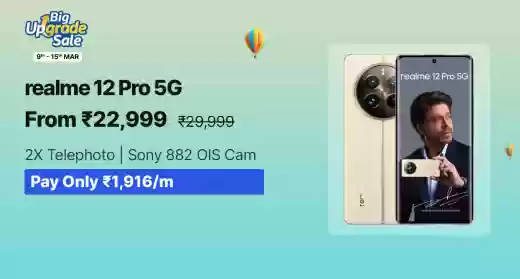 Big
Upgrade
Sale
9th - 15th MAR
realme 12 Pro 5G
From ₹22,999 ₹29,999
2X Telephoto | Sony 882 OIS Cam
Pay Only ₹1,916/m
realme 12 Pro 5G